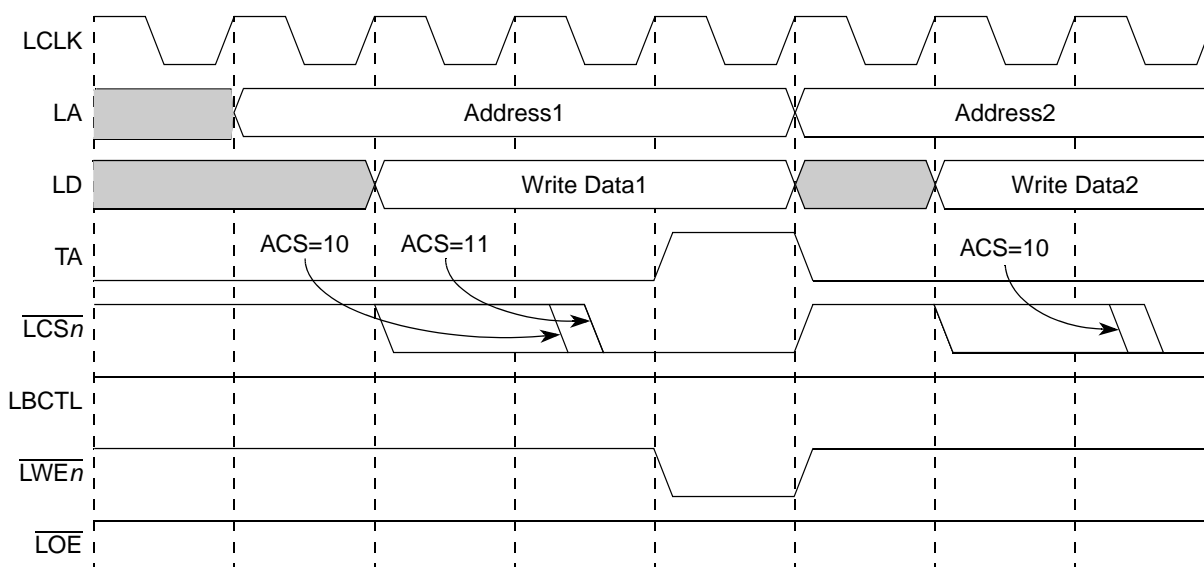 LCLK
LA
Address1
Address2
LD
Write Data1
Write Data2
TA
ACS=10
ACS=11
ACS=10
LCSn
LBCTL
LWEn
LOE